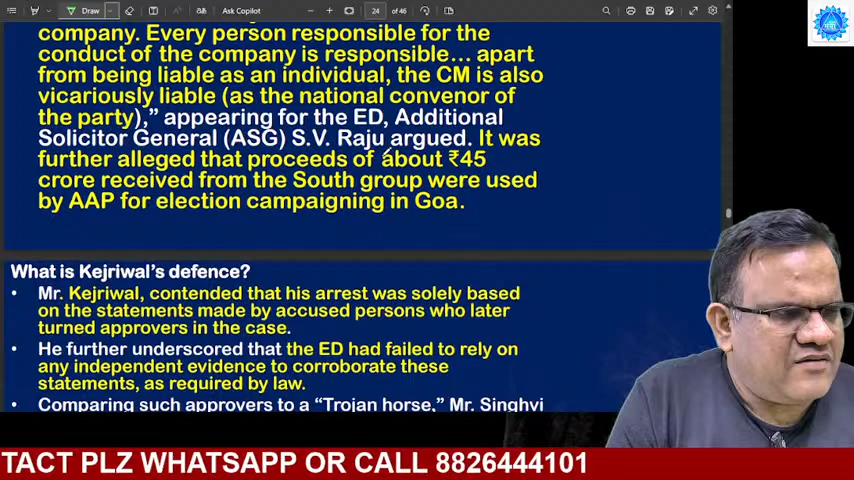 Draw
Ask Copilot
24 of 46
company. Every person responsible for the
conduct of the company is responsible… apart
from being liable as an individual, the CM is also
vicariously liable (as the national convenor of
the party),” appearing for the ED, Additional
Solicitor General (ASG) S.V. Raju argued. It was
further alleged that proceeds of about ₹45
crore received from the South group were used
by AAP for election campaigning in Goa.
What is Kejriwal’s defence?
• Mr. Kejriwal, contended that his arrest was solely based
on the statements made by accused persons who later
turned approvers in the case.
• He further underscored that the ED had failed to rely on
any independent evidence to corroborate these
statements, as required by law.
• Comparing such approvers to a “Trojan horse,” Mr. Singhvi
TACT PLZ WHATSAPP OR CALL 8826444101